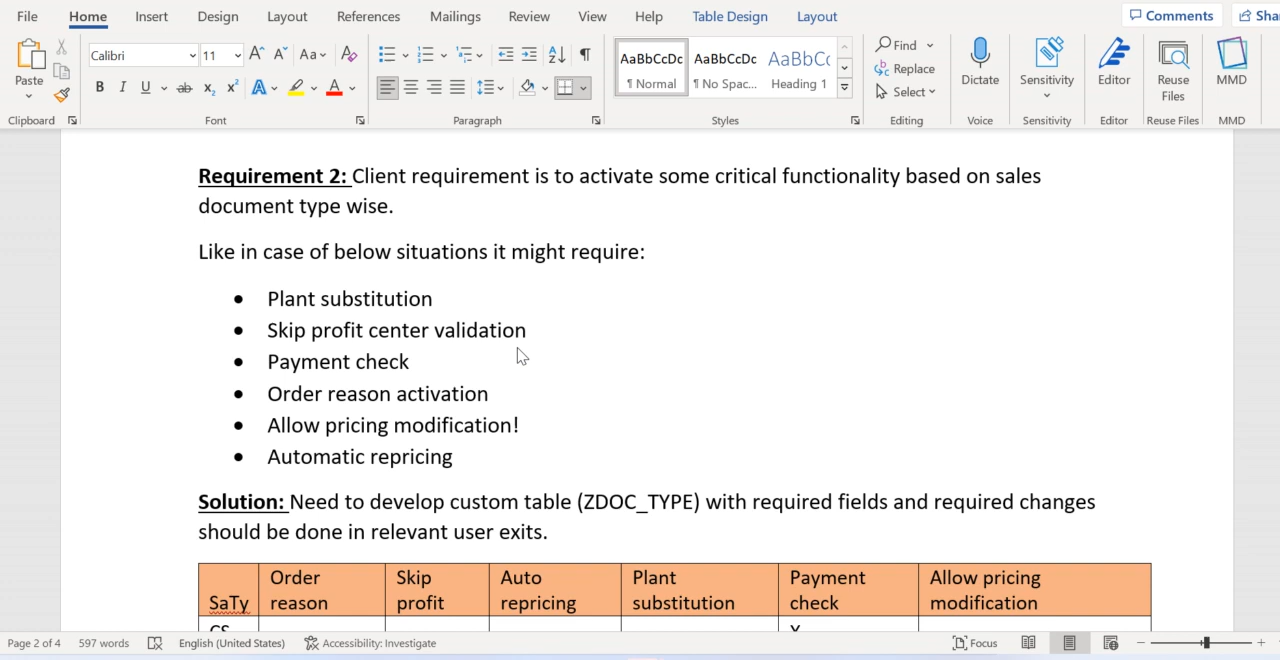 File Home Insert Design Layout References Mailings Review View Help Table Design Layout Comments
Calibri 11 Aa
Paste
B I U ab x₂ x² A A
AaBbCcDc AaBbCcDc AaBbCc
¶ Normal ¶ No Spac... Heading 1
Find
Replace
Select
Dictate
Sensitivity
Editor
Reuse
Files
MMD
Clipboard Font Paragraph Styles Editing Voice Sensitivity Editor Reuse Files MMD
Requirement 2: Client requirement is to activate some critical functionality based on sales
document type wise.
Like in case of below situations it might require:
• Plant substitution
• Skip profit center validation
• Payment check
• Order reason activation
• Allow pricing modification!
• Automatic repricing
Solution: Need to develop custom table (ZDOC_TYPE) with required fields and required changes
should be done in relevant user exits.
SaTy
Order
reason
Skip
profit
Auto
repricing
Plant
substitution
Payment
check
Allow pricing
modification
Page 2 of 4 597 words English (United States) Accessibility: Investigate Focus